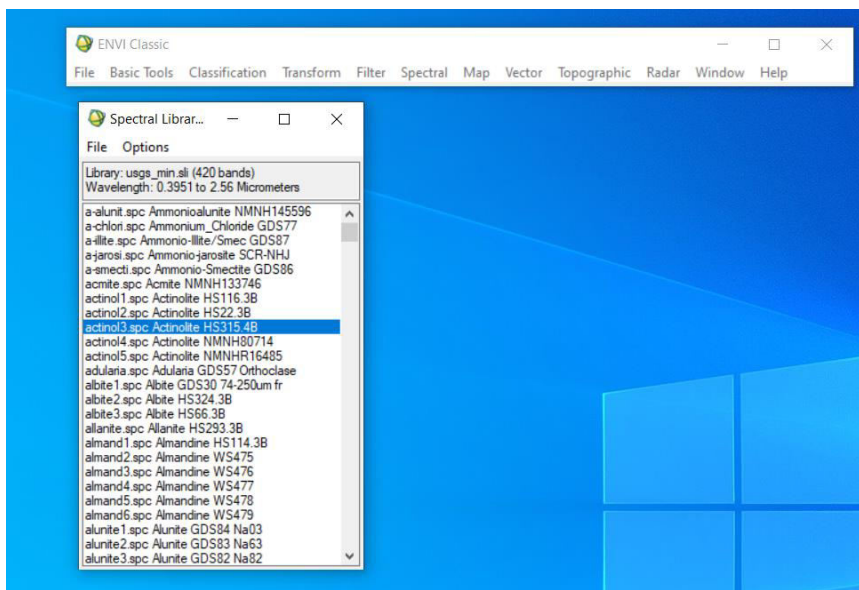 ENVI Classic
File Basic Tools Classification Transform Filter Spectral Map Vector Topographic Radar Window Help
Spectral Librar...
File Options
Library: usgs_min.sli (420 bands)
Wavelength: 0.3951 to 2.56 Micrometers
a-alunit.spc Ammonioalunite NMNH145596
a-chlori.spc Ammonium_Chloride GDS77
a-illite.spc Ammonio-Illite/Smec GDS87
a-jarosi.spc Ammonio-jarosite SCR-NHJ
a-smecti.spc Ammonio-Smectite GDS86
acmite.spc Acmite NMNH133746
actinol1.spc Actinolite HS116.3B
actinol2.spc Actinolite HS22.3B
actinol3.spc Actinolite HS315.4B
actinol4.spc Actinolite NMNH80714
actinol5.spc Actinolite NMNHR16485
adularia.spc Adularia GDS57 Orthoclase
albite1.spc Albite GDS30 74-250um fr
albite2.spc Albite HS324.3B
albite3.spc Albite HS66.3B
allanite.spc Allanite HS293.3B
almand1.spc Almandine HS114.3B
almand2.spc Almandine WS475
almand3.spc Almandine WS476
almand4.spc Almandine WS477
almand5.spc Almandine WS478
almand6.spc Almandine WS479
alunite1.spc Alunite GDS84 Na03
alunite2.spc Alunite GDS83 Na63
alunite3.spc Alunite GDS82 Na82